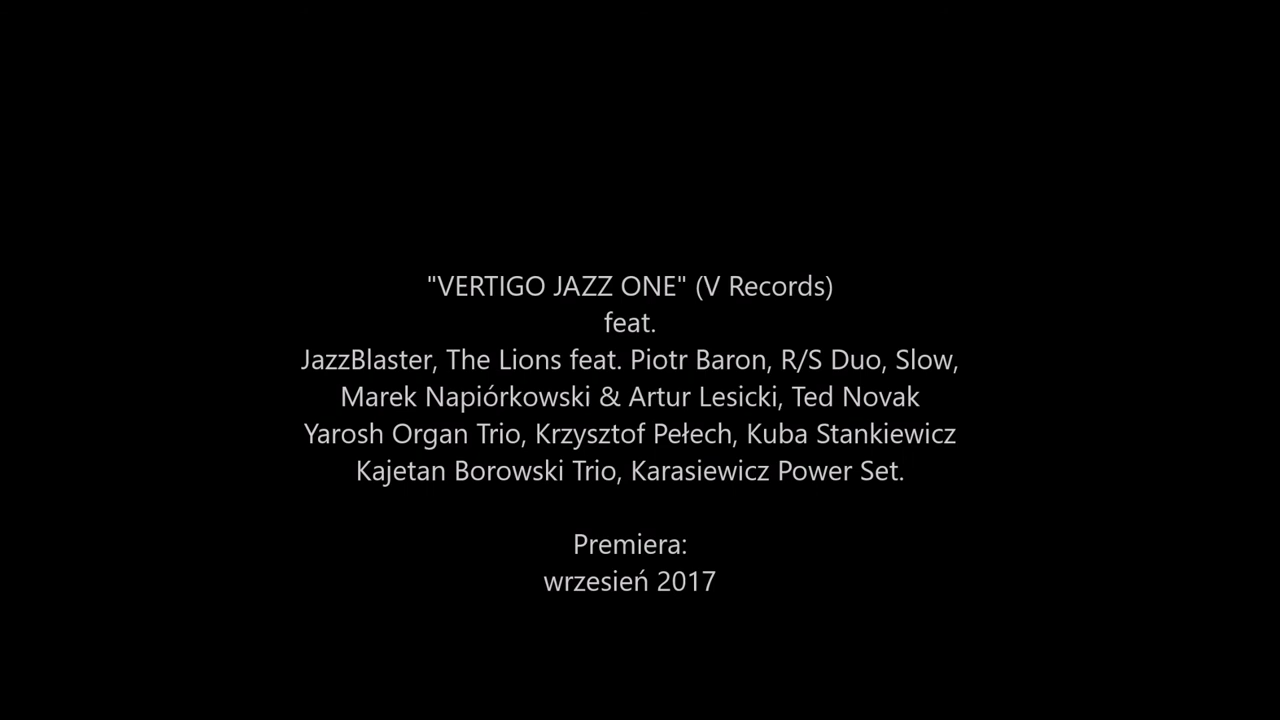 "VERTIGO JAZZ ONE" (V Records)
feat.
JazzBlaster, The Lions feat. Piotr Baron, R/S Duo, Slow,
Marek Napiórkowski & Artur Lesicki, Ted Novak
Yarosh Organ Trio, Krzysztof Pełech, Kuba Stankiewicz
Kajetan Borowski Trio, Karasiewicz Power Set.
Premiera:
wrzesień 2017